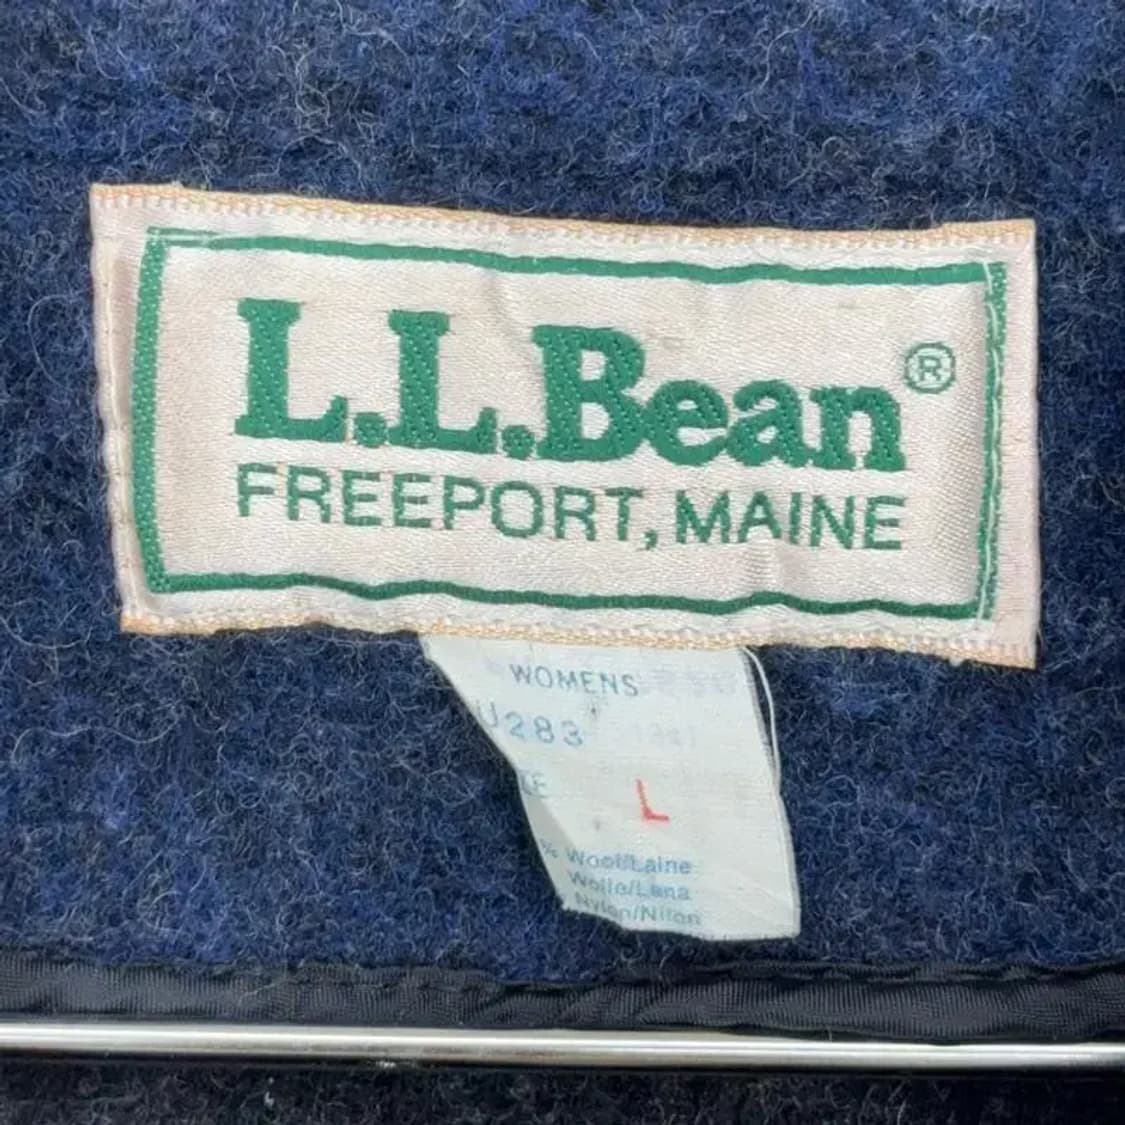 L.L.Bean®
FREEPORT, MAINE
WOMENS
U283
L
% Wool/Laine
Wolle/Lana
Nylon/Nilon